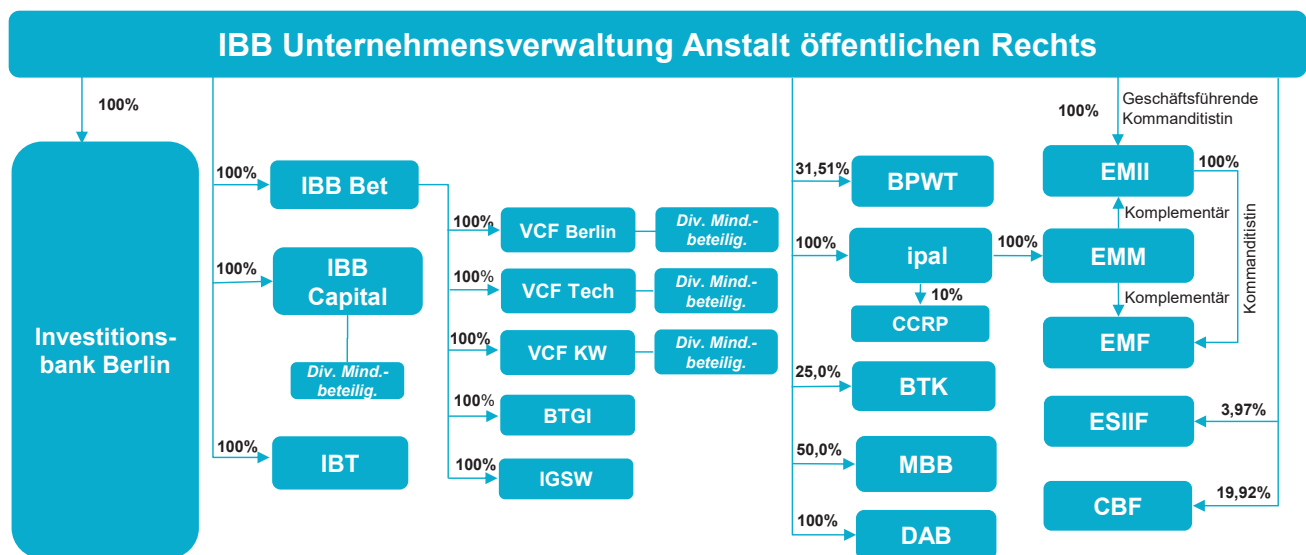 IBB Unternehmensverwaltung Anstalt öffentlichen Rechts
100%
Investitions-
bank Berlin
100%
IBB Bet
100%
IBB
Capital
Div. Mind.-
beteilig.
100%
IBT
100%
VCF Berlin
Div. Mind.-
beteilig.
100%
VCF Tech
Div. Mind.-
beteilig.
100%
VCF KW
Div. Mind.-
beteilig.
100%
BTGI
100%
IGSW
31,51%
BPWT
100%
ipal
10%
CCRP
25,0%
BTK
50,0%
MBB
100%
DAB
100%
Geschäftsführende
Kommanditistin
100%
EMII
100%
Komplementär
EMM
Komplementär
EMF
Kommanditistin
3,97%
ESIIF
19,92%
CBF